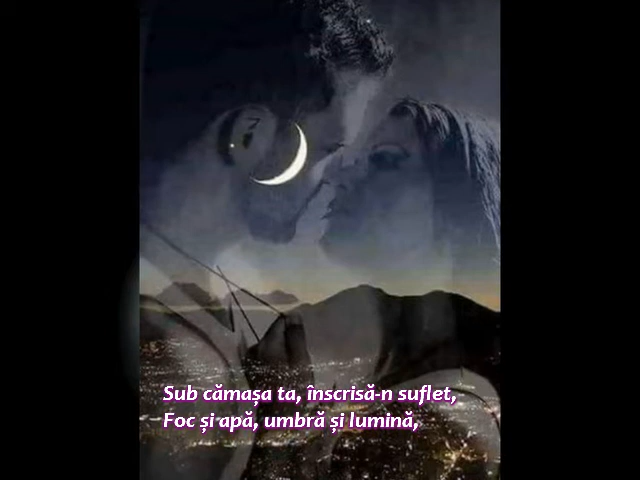 Sub cămașa ta, înscrisă-n suflet,
Foc și apă, umbră și lumină,